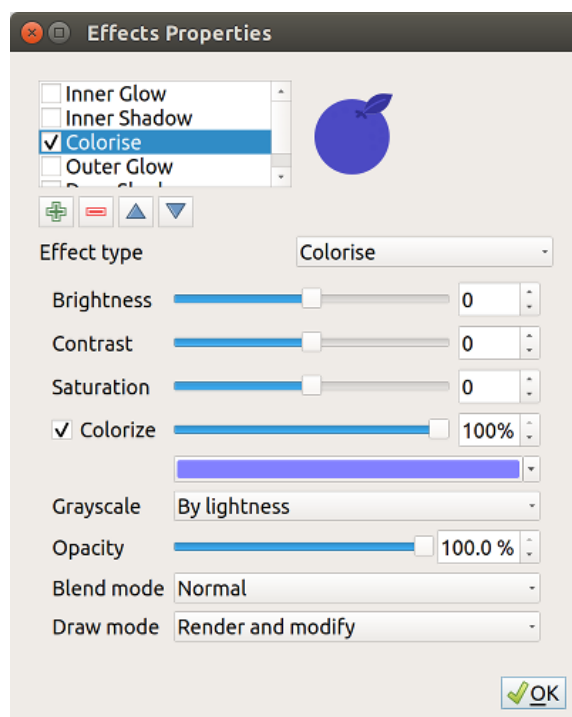 Effects Properties
Inner Glow
Inner Shadow
Colorise
Outer Glow
Effect type Colorise
Brightness 0
Contrast 0
Saturation 0
Colorize 100%
Grayscale By lightness
Opacity 100.0 %
Blend mode Normal
Draw mode Render and modify
OK